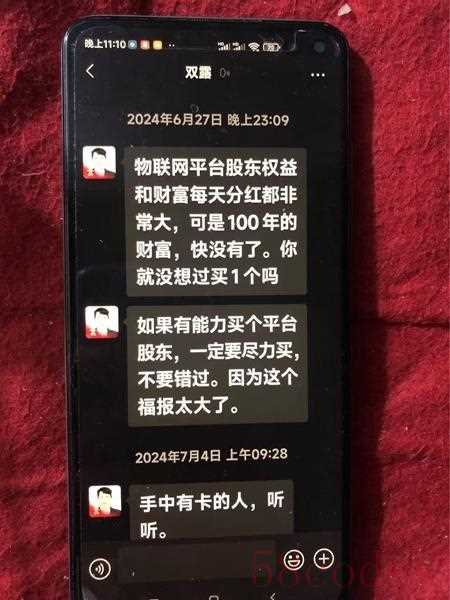 晚上11:10
双露
2024年6月27日 晚上23:09
物联网平台股东权益
和财富每天分红都非
常大，可是100年的
财富，快没有了。你
就没想过买1个吗
如果有能力买个平台
股东，一定要尽力买，
不要错过。因为这个
福报太大了。
2024年7月4日 上午09:28
手中有卡的人，听
听。